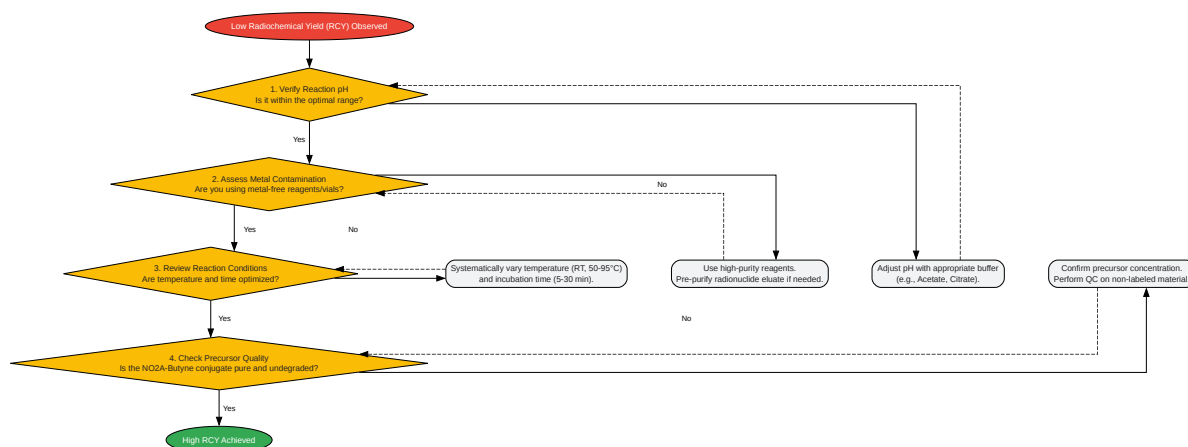 Low Radiochemical Yield (RCY) Observed
1. Verify Reaction pH
Is it within the optimal range?
Yes
2. Assess Metal Contamination
Are you using metal-free reagents/vials?
No
Yes
No
3. Review Reaction Conditions
Are temperature and time optimized?
Systematically vary temperature (RT, 50-95°C)
and incubation time (5-30 min).
Use high-purity reagents.
Pre-purify radionuclide eluate if needed.
Adjust pH with appropriate buffer
(e.g., Acetate, Citrate).
Confirm precursor concentration.
Perform QC on non-labeled material
Yes
No
4. Check Precursor Quality
Is the NO2A-Butyne conjugate pure and undegraded?
Yes
High RCY Achieved